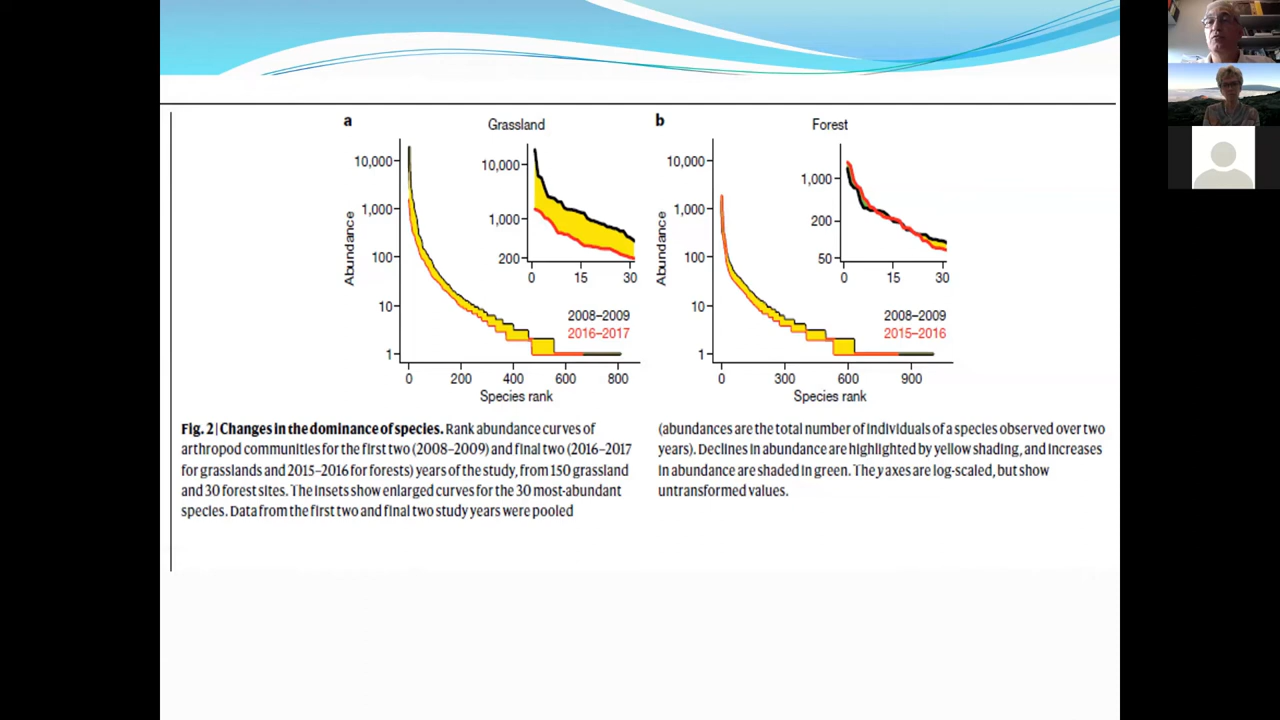 a
Grassland
10,000
1,000
100
10
1
Abundance
10,000
1,000
200
0 15 30
2008–2009
2016–2017
0 200 400 600 800
Species rank
b
Forest
10,000
1,000
100
10
1
Abundance
1,000
200
50
0 15 30
2008–2009
2015–2016
0 300 600 900
Species rank
Fig. 2 | Changes in the dominance of species. Rank abundance curves of
arthropod communities for the first two (2008–2009) and final two (2016–2017
for grasslands and 2015–2016 for forests) years of the study, from 150 grassland
and 30 forest sites. The insets show enlarged curves for the 30 most-abundant
species. Data from the first two and final two study years were pooled
(abundances are the total number of individuals of a species observed over two
years). Declines in abundance are highlighted by yellow shading, and increases
in abundance are shaded in green. The y axes are log-scaled, but show
untransformed values.